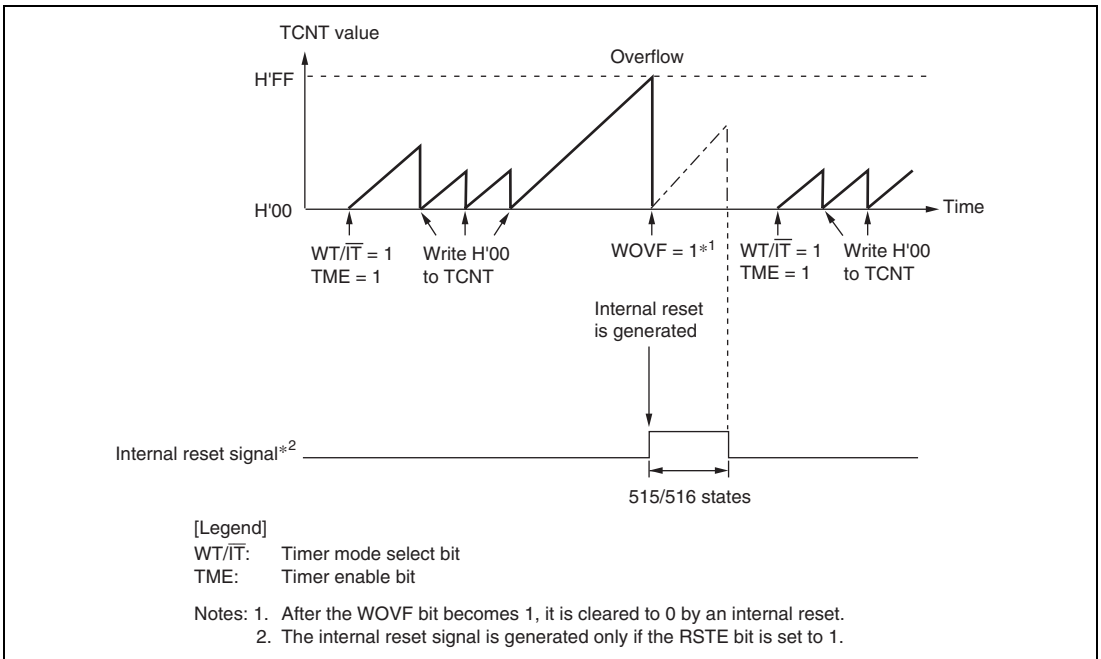 TCNT value
Overflow
H'FF
H'00
Time
WT/IT = 1
TME = 1
Write H'00
to TCNT
WOVF = 1*1
WT/IT = 1
TME = 1
Write H'00
to TCNT
Internal reset
is generated
Internal reset signal*2
515/516 states
[Legend]
WT/IT: Timer mode select bit
TME: Timer enable bit
Notes: 1. After the WOVF bit becomes 1, it is cleared to 0 by an internal reset.
2. The internal reset signal is generated only if the RSTE bit is set to 1.